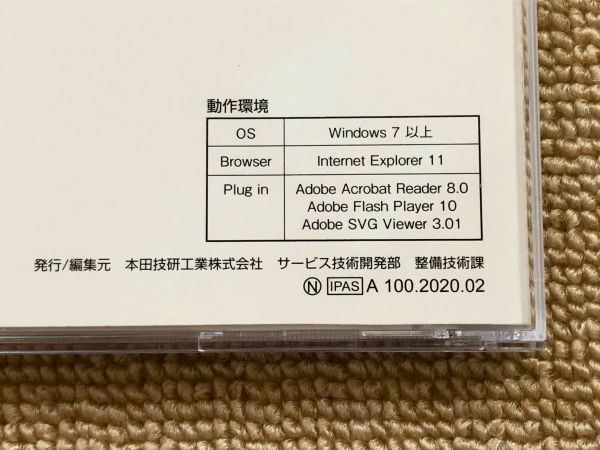 動作環境
OS Windows 7 以上
Browser Internet Explorer 11
Plug in Adobe Acrobat Reader 8.0
Adobe Flash Player 10
Adobe SVG Viewer 3.01
発行/編集元 本田技研工業株式会社 サービス技術開発部 整備技術課
Ⓝ IPAS A 100.2020.02